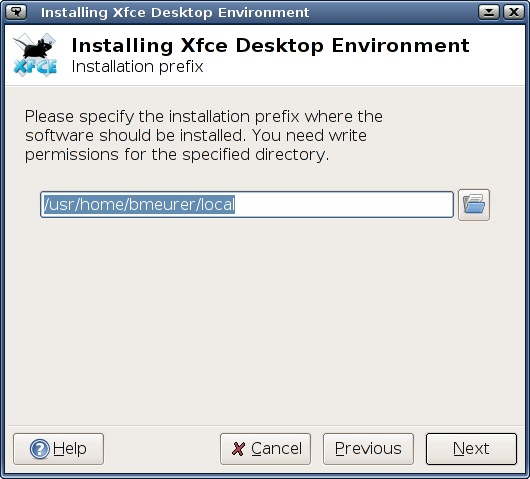 Installing Xfce Desktop Environment
XFCE
Installing Xfce Desktop Environment
Installation prefix
Please specify the installation prefix where the
software should be installed. You need write
permissions for the specified directory.
/usr/home/bmeurer/local
Help
Cancel
Previous
Next